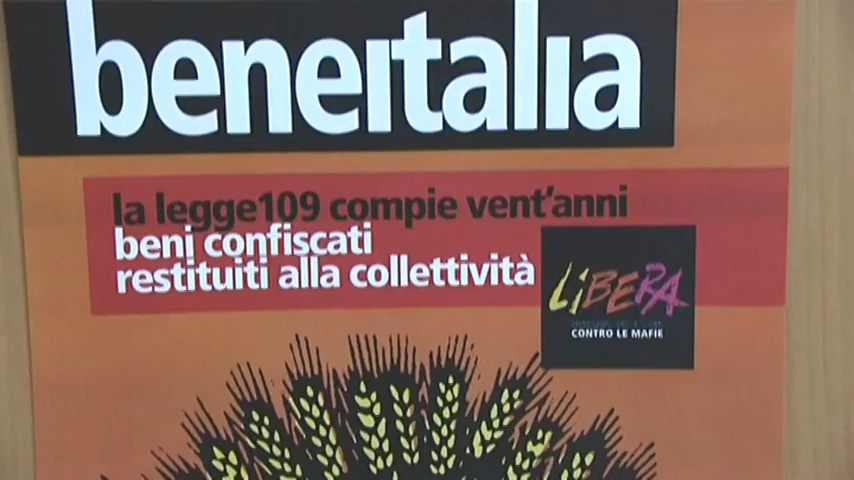 beneitalia
la legge109 compie vent'anni
beni confiscati
restituiti alla collettività
LiBERA
CONTRO LE MAFIE